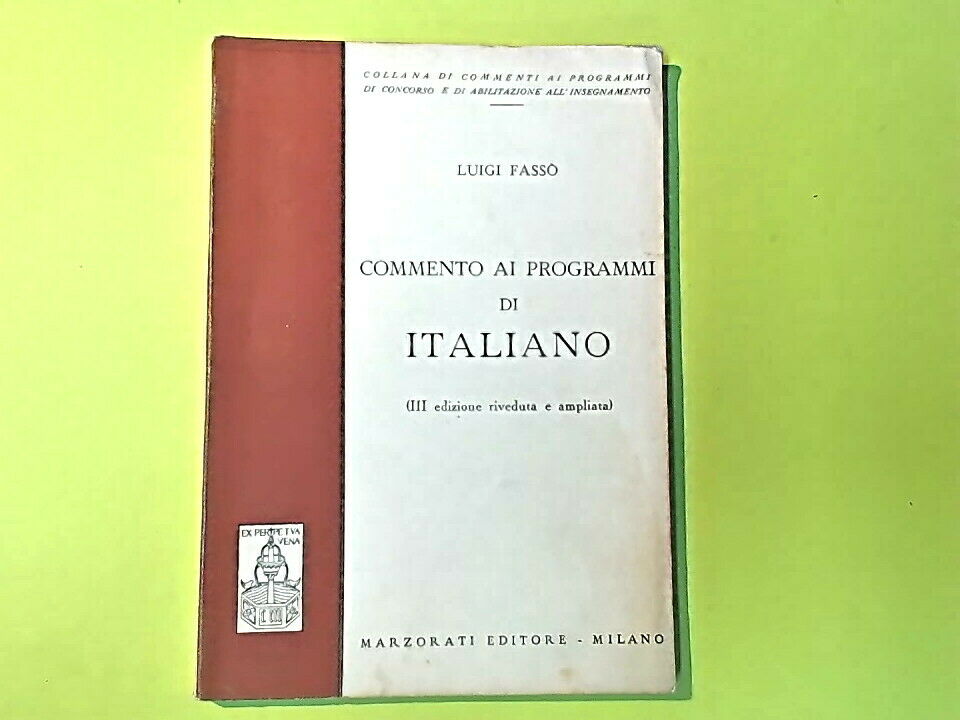 COLLANA DI COMMENTI AI PROGRAMMI
DI CONCORSO E DI ABILITAZIONE ALL'INSEGNAMENTO
LUIGI FASSÒ
COMMENTO AI PROGRAMMI
DI
ITALIANO
(III edizione riveduta e ampliata)
EX PERPETVA
VENA
MARZORATI EDITORE - MILANO